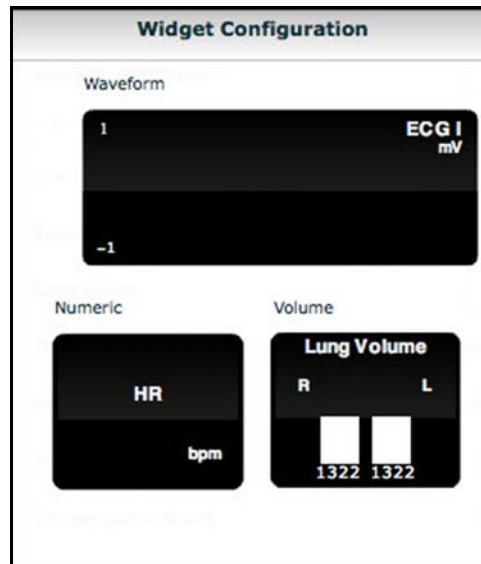 Widget Configuration
Waveform
1
ECG I
mV
−1
Numeric
Volume
HR
bpm
Lung Volume
R L
1322 1322